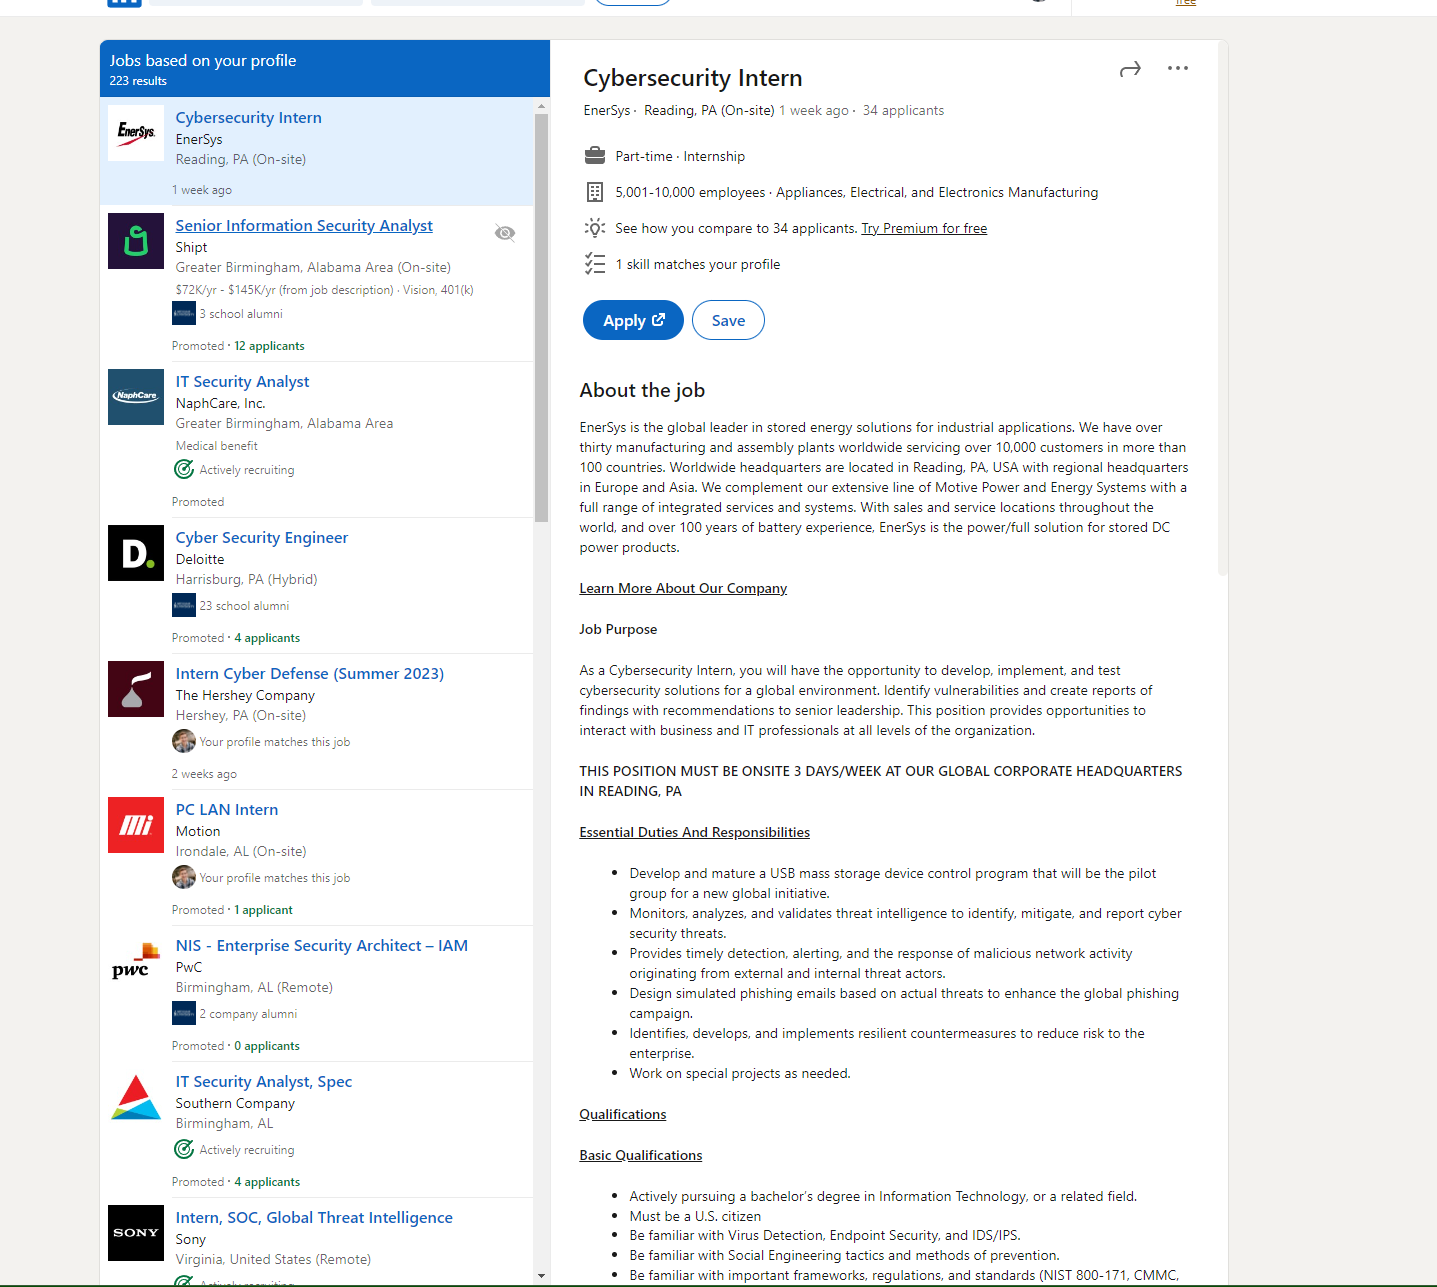 free
Jobs based on your profile
223 results
EnerSys.
Cybersecurity Intern
EnerSys
Reading, PA (On-site)
1 week ago
Senior Information Security Analyst
Shipt
Greater Birmingham, Alabama Area (On-site)
$72K/yr - $145K/yr (from job description) · Vision, 401(k)
3 school alumni
Promoted · 12 applicants
NaphCare
IT Security Analyst
NaphCare, Inc.
Greater Birmingham, Alabama Area
Medical benefit
Actively recruiting
Promoted
D.
Cyber Security Engineer
Deloitte
Harrisburg, PA (Hybrid)
23 school alumni
Promoted · 4 applicants
Intern Cyber Defense (Summer 2023)
The Hershey Company
Hershey, PA (On-site)
Your profile matches this job
2 weeks ago
Mi
PC LAN Intern
Motion
Irondale, AL (On-site)
Your profile matches this job
Promoted · 1 applicant
pwc
NIS - Enterprise Security Architect – IAM
PwC
Birmingham, AL (Remote)
2 company alumni
Promoted · 0 applicants
IT Security Analyst, Spec
Southern Company
Birmingham, AL
Actively recruiting
Promoted · 4 applicants
SONY
Intern, SOC, Global Threat Intelligence
Sony
Virginia, United States (Remote)
Actively recruiting
Cybersecurity Intern
EnerSys · Reading, PA (On-site) 1 week ago · 34 applicants
Part-time · Internship
5,001-10,000 employees · Appliances, Electrical, and Electronics Manufacturing
See how you compare to 34 applicants. Try Premium for free
1 skill matches your profile
Apply
Save
About the job
EnerSys is the global leader in stored energy solutions for industrial applications. We have over
thirty manufacturing and assembly plants worldwide servicing over 10,000 customers in more than
100 countries. Worldwide headquarters are located in Reading, PA, USA with regional headquarters
in Europe and Asia. We complement our extensive line of Motive Power and Energy Systems with a
full range of integrated services and systems. With sales and service locations throughout the
world, and over 100 years of battery experience, EnerSys is the power/full solution for stored DC
power products.
Learn More About Our Company
Job Purpose
As a Cybersecurity Intern, you will have the opportunity to develop, implement, and test
cybersecurity solutions for a global environment. Identify vulnerabilities and create reports of
findings with recommendations to senior leadership. This position provides opportunities to
interact with business and IT professionals at all levels of the organization.
THIS POSITION MUST BE ONSITE 3 DAYS/WEEK AT OUR GLOBAL CORPORATE HEADQUARTERS
IN READING, PA
Essential Duties And Responsibilities
• Develop and mature a USB mass storage device control program that will be the pilot
group for a new global initiative.
• Monitors, analyzes, and validates threat intelligence to identify, mitigate, and report cyber
security threats.
• Provides timely detection, alerting, and the response of malicious network activity
originating from external and internal threat actors.
• Design simulated phishing emails based on actual threats to enhance the global phishing
campaign.
• Identifies, develops, and implements resilient countermeasures to reduce risk to the
enterprise.
• Work on special projects as needed.
Qualifications
Basic Qualifications
• Actively pursuing a bachelor's degree in Information Technology, or a related field.
• Must be a U.S. citizen
• Be familiar with Virus Detection, Endpoint Security, and IDS/IPS.
• Be familiar with Social Engineering tactics and methods of prevention.
• Be familiar with important frameworks, regulations, and standards (NIST 800-171, CMMC,